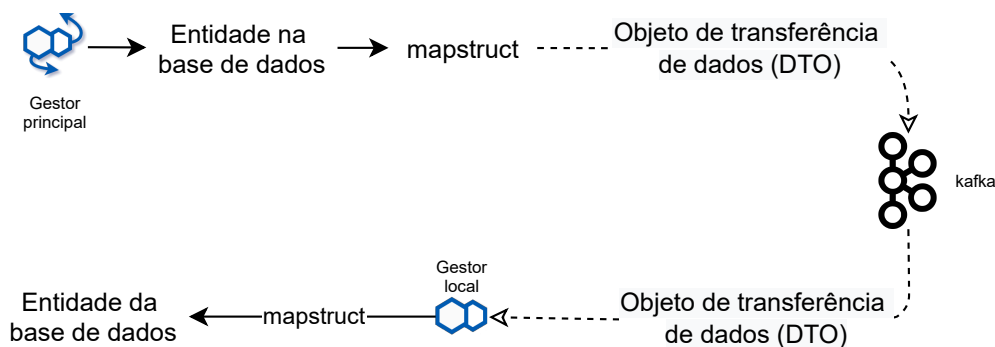 Gestor
principal
Entidade na
base de dados
mapstruct
Objeto de transferência
de dados (DTO)
kafka
Objeto de transferência
de dados (DTO)
Gestor
local
mapstruct
Entidade da
base de dados